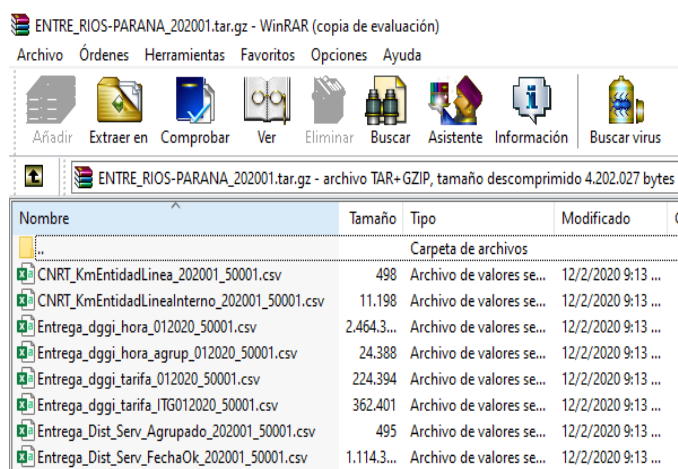 ENTRE_RIOS-PARANA_202001.tar.gz - WinRAR (copia de evaluación)
Archivo Órdenes Herramientas Favoritos Opciones Ayuda
Añadir Extraer en Comprobar Ver Eliminar Buscar Asistente Información Buscar virus
ENTRE_RIOS-PARANA_202001.tar.gz - archivo TAR+GZIP, tamaño descomprimido 4.202.027 bytes
Nombre Tamaño Tipo Modificado
.. Carpeta de archivos
CNRT_KmEntidadLinea_202001_50001.csv 498 Archivo de valores se... 12/2/2020 9:13 ...
CNRT_KmEntidadLineaInterno_202001_50001.csv 11.198 Archivo de valores se... 12/2/2020 9:13 ...
Entrega_dggi_hora_012020_50001.csv 2.464.3... Archivo de valores se... 12/2/2020 9:13 ...
Entrega_dggi_hora_agrup_012020_50001.csv 24.388 Archivo de valores se... 12/2/2020 9:13 ...
Entrega_dggi_tarifa_012020_50001.csv 224.394 Archivo de valores se... 12/2/2020 9:13 ...
Entrega_dggi_tarifa_ITG012020_50001.csv 362.401 Archivo de valores se... 12/2/2020 9:13 ...
Entrega_Dist_Serv_Agrupado_202001_50001.csv 495 Archivo de valores se... 12/2/2020 9:13 ...
Entrega_Dist_Serv_FechaOk_202001_50001.csv 1.114.3... Archivo de valores se... 12/2/2020 9:13 ...